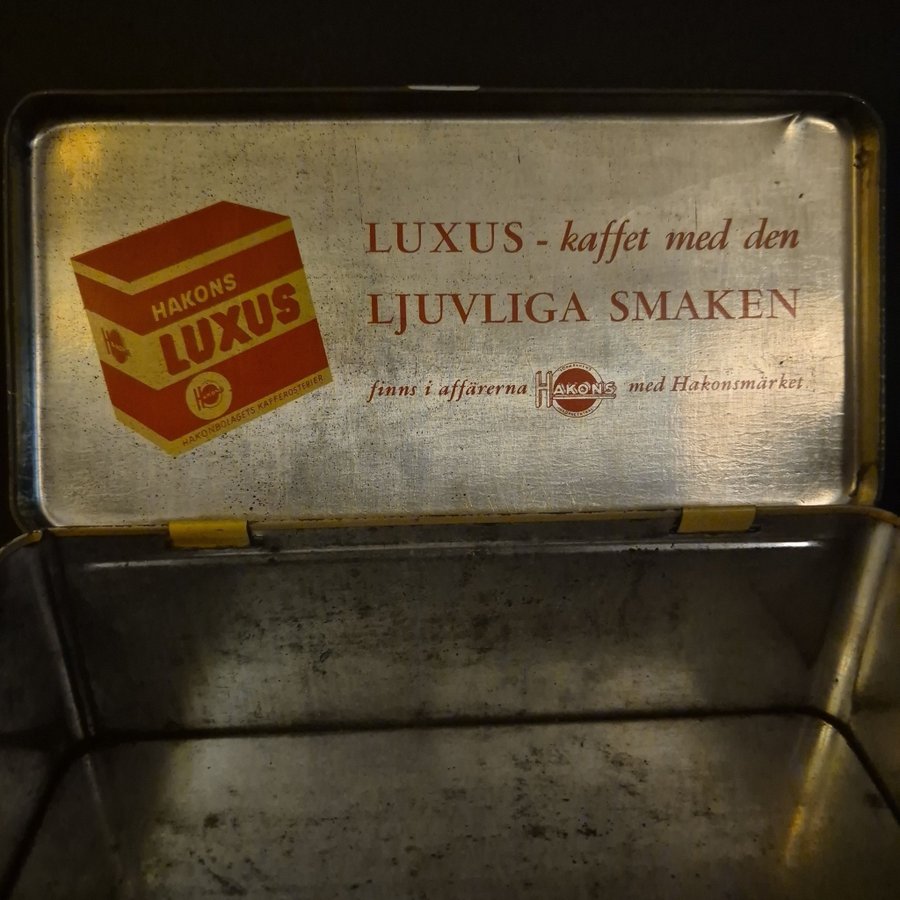 HAKONS
LUXUS
HAKONBOLAGETS KAFFEROSTERIER
LUXUS - kaffet med den
LJUVLIGA SMAKEN
finns i affärerna HAKONS med Hakonsmärket